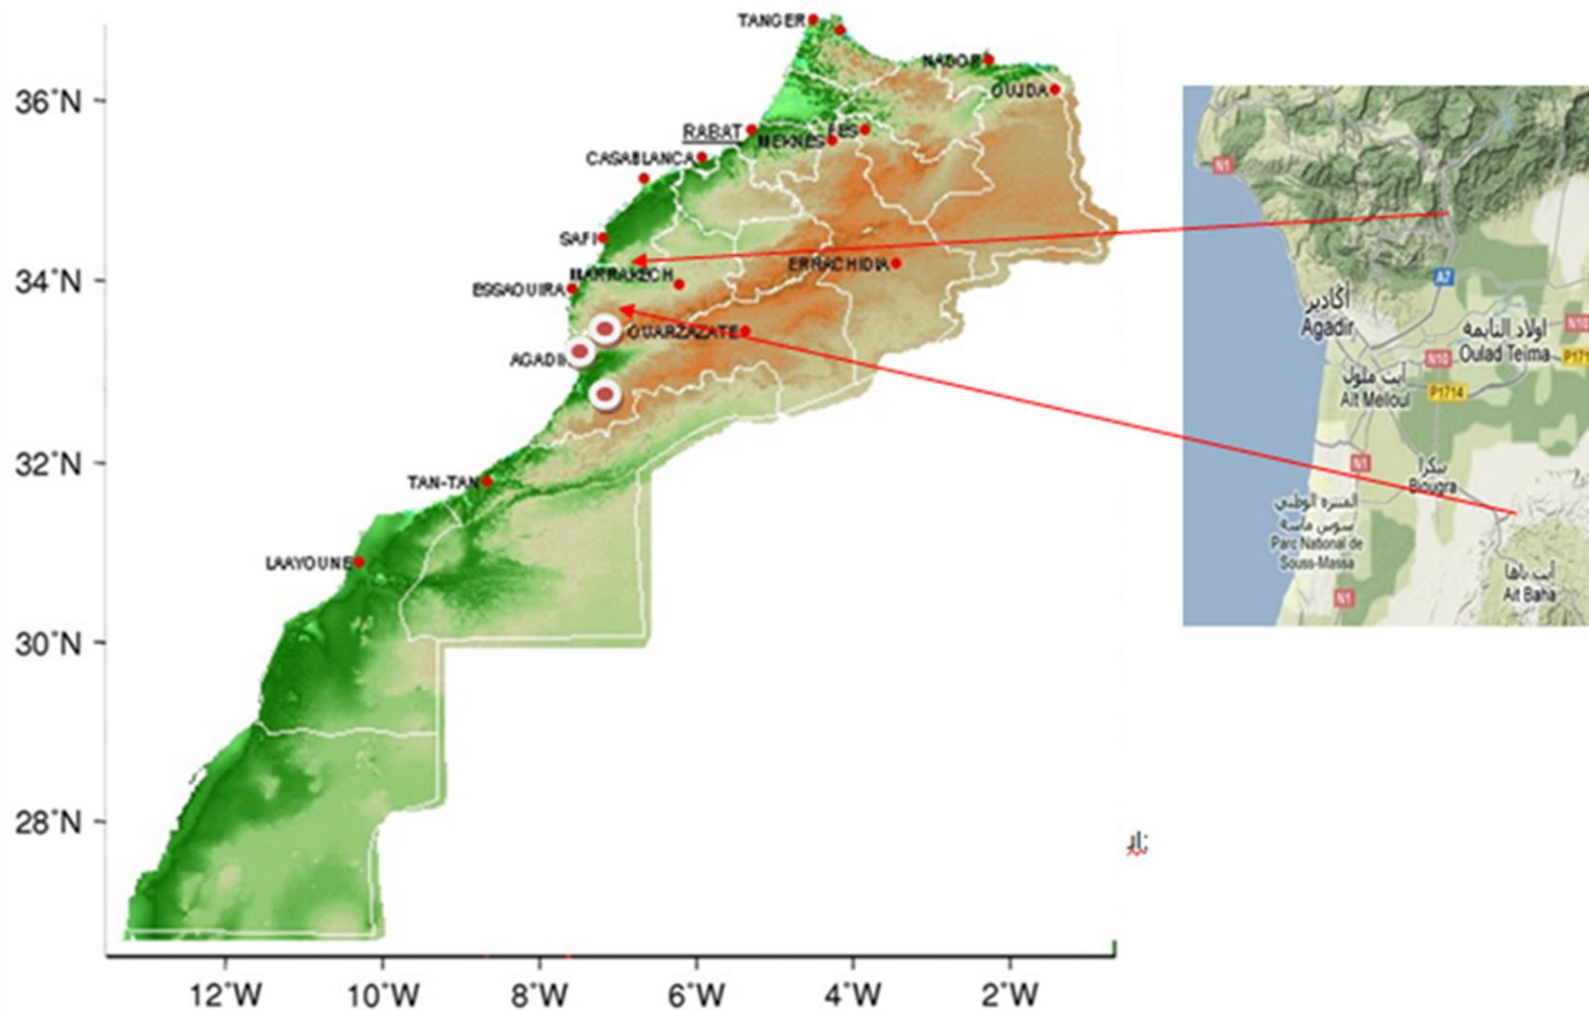 TANGER
NADOR
OUJDA
RABAT
FES
MEKNES
CASABLANCA
SAFI
ERRACHIDIA
MARRAKECH
ESSAOUIRA
OUARZAZATE
AGADI
TAN-TAN
LAAYOUNE
36°N
34°N
32°N
30°N
28°N
12°W
10°W
8°W
6°W
4°W
2°W
N1
A7
أكادير
Agadir
اولاد التايمة
Oulad Teima
N10
N10
P171
أيت ملول
Ait Melloul
P1714
N1
بيكرا
Biougra
المنتزه الوطني
سوس ماسة
Parc National de
Souss-Massa
أيت باها
Ait Baha
N1